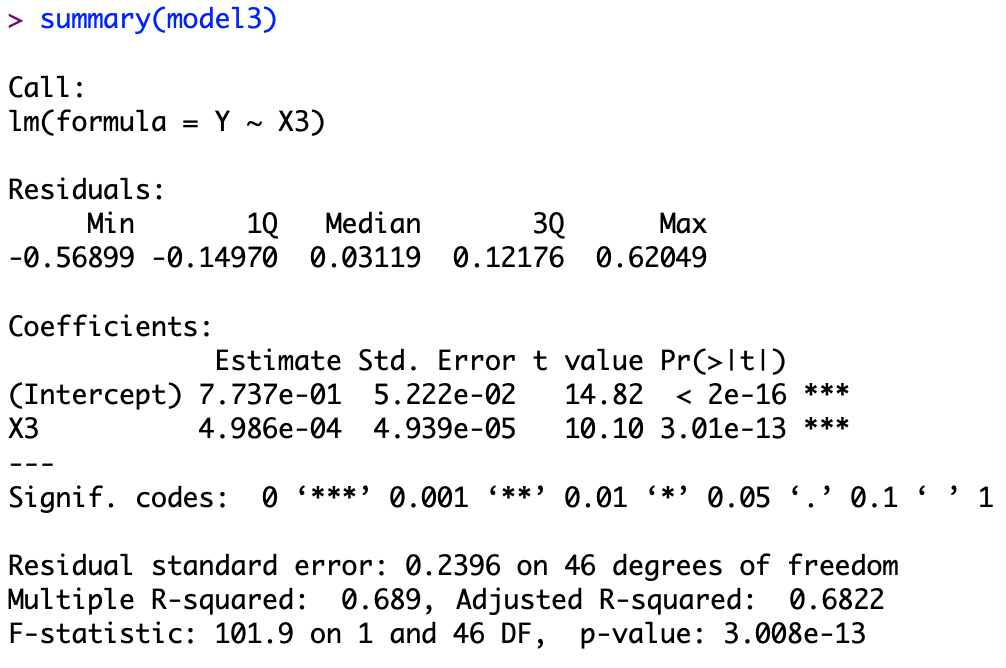 > summary(model3)
Call:
lm(formula = Y ~ X3)
Residuals:
     Min       1Q   Median       3Q      Max
-0.56899 -0.14970  0.03119  0.12176  0.62049
Coefficients:
             Estimate Std. Error t value Pr(>|t|)
(Intercept) 7.737e-01  5.222e-02   14.82  < 2e-16 ***
X3          4.986e-04  4.939e-05   10.10 3.01e-13 ***
---
Signif. codes:  0 ‘***’ 0.001 ‘**’ 0.01 ‘*’ 0.05 ‘.’ 0.1 ‘ ’ 1
Residual standard error: 0.2396 on 46 degrees of freedom
Multiple R-squared:  0.689, Adjusted R-squared:  0.6822
F-statistic: 101.9 on 1 and 46 DF,  p-value: 3.008e-13